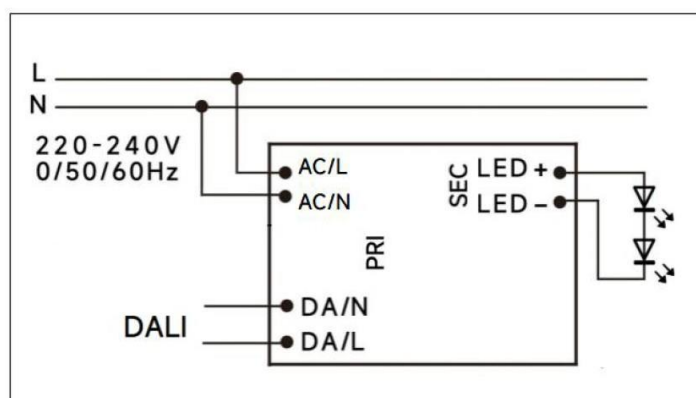 L
N
220-240V
0/50/60Hz
AC/L
AC/N
PRI
SEC
LED +
LED -
DALI
DA/N
DA/L